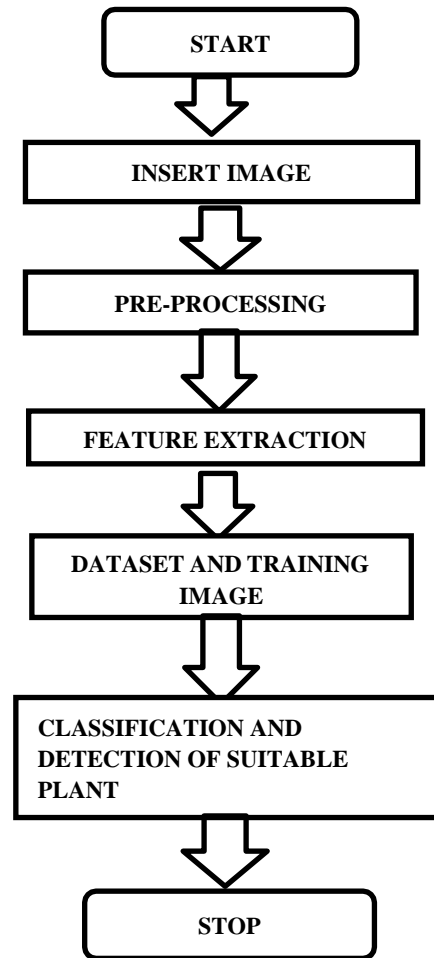 START
INSERT IMAGE
PRE-PROCESSING
FEATURE EXTRACTION
DATASET AND TRAINING
IMAGE
CLASSIFICATION AND
DETECTION OF SUITABLE
PLANT
STOP